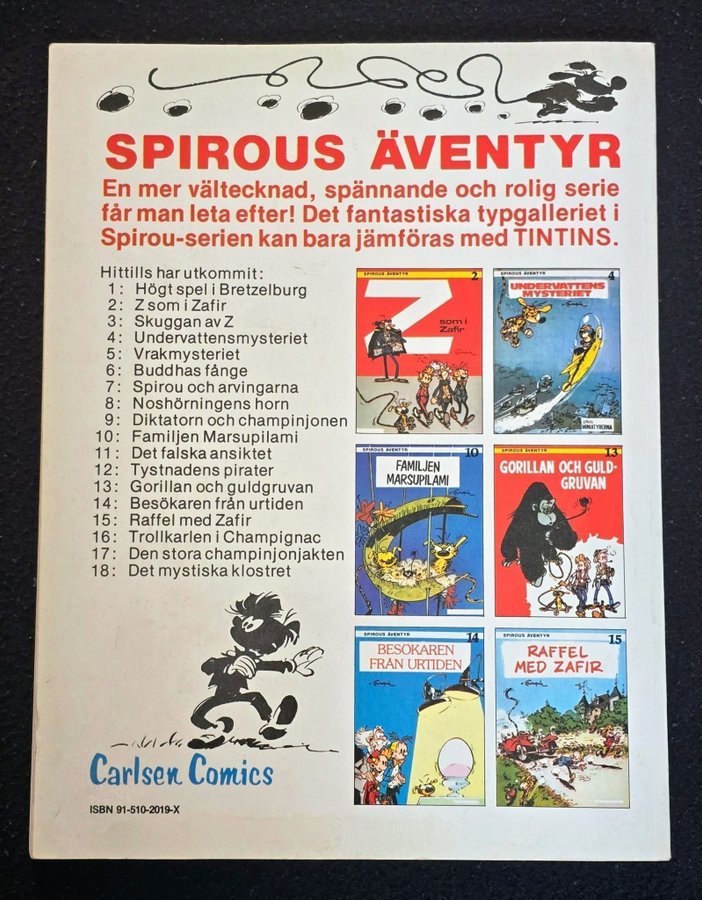 SPIROUS ÄVENTYR
En mer vältecknad, spännande och rolig serie
får man leta efter! Det fantastiska typgalleriet i
Spirou-serien kan bara jämföras med TINTINS.
Hittills har utkommit:
1: Högt spel i Bretzelburg
2: Z som i Zafir
3: Skuggan av Z
4: Undervattensmysteriet
5: Vrakmysteriet
6: Buddhas fånge
7: Spirou och arvingarna
8: Noshörningens horn
9: Diktatorn och champinjonen
10: Familjen Marsupilami
11: Det falska ansiktet
12: Tystnadens pirater
13: Gorillan och guldgruvan
14: Besökaren från urtiden
15: Raffel med Zafir
16: Trollkarlen i Champignac
17: Den stora champinjonjakten
18: Det mystiska klostret
SPIROUS ÄVENTYR 2
Z
som i
Zafir
SPIROUS ÄVENTYR 4
UNDERVATTENS
MYSTERIET
plus
MINIATYRERNA
SPIROUS ÄVENTYR 10
FAMILJEN
MARSUPILAMI
SPIROUS ÄVENTYR 13
GORILLAN OCH GULD-
GRUVAN
SPIROUS ÄVENTYR 14
BESÖKAREN
FRÅN URTIDEN
SPIROUS ÄVENTYR 15
RAFFEL
MED ZAFIR
Carlsen Comics
ISBN 91-510-2019-X